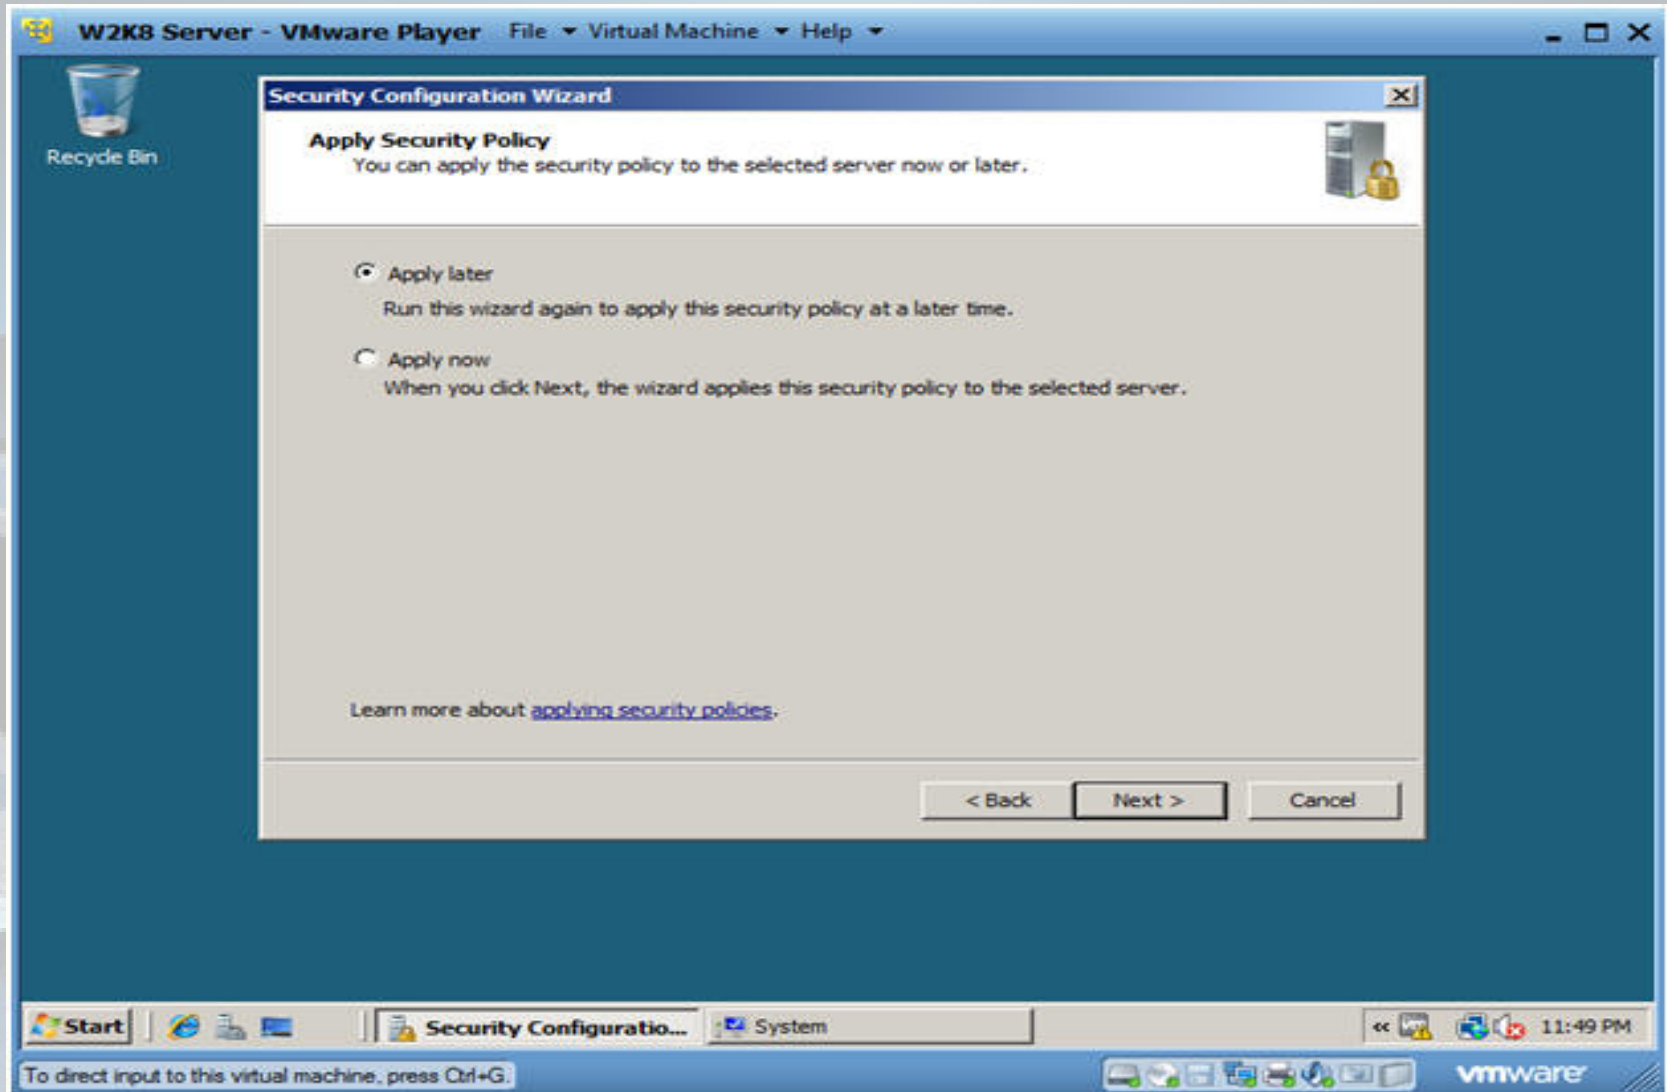 W2K8 Server - VMware Player File Virtual Machine Help
Recycle Bin
Security Configuration Wizard
Apply Security Policy
You can apply the security policy to the selected server now or later.
Apply later
Run this wizard again to apply this security policy at a later time.
Apply now
When you click Next, the wizard applies this security policy to the selected server.
Learn more about applying security policies.
< Back Next > Cancel
Start Security Configuratio... System « 11:49 PM
To direct input to this virtual machine, press Ctrl+G. vmware